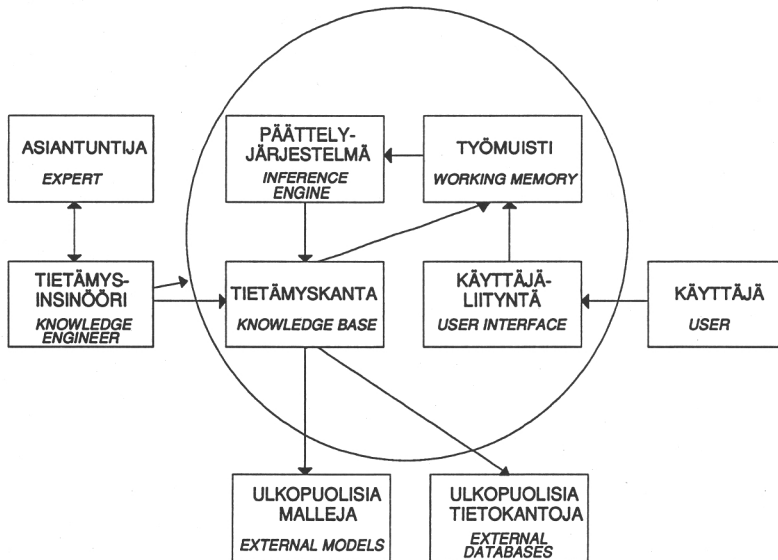 ASIANTUNTIJA
EXPERT
PÄÄTTELY-
JÄRJESTELMÄ
INFERENCE
ENGINE
TYÖMUISTI
WORKING MEMORY
TIETÄMYS-
INSINÖÖRI
KNOWLEDGE
ENGINEER
TIETÄMYSKANTA
KNOWLEDGE BASE
KÄYTTÄJÄ-
LIITYNTÄ
USER INTERFACE
KÄYTTÄJÄ
USER
ULKOPUOLISIA
MALLEJA
EXTERNAL MODELS
ULKOPUOLISIA
TIETOKANTOJA
EXTERNAL
DATABASES